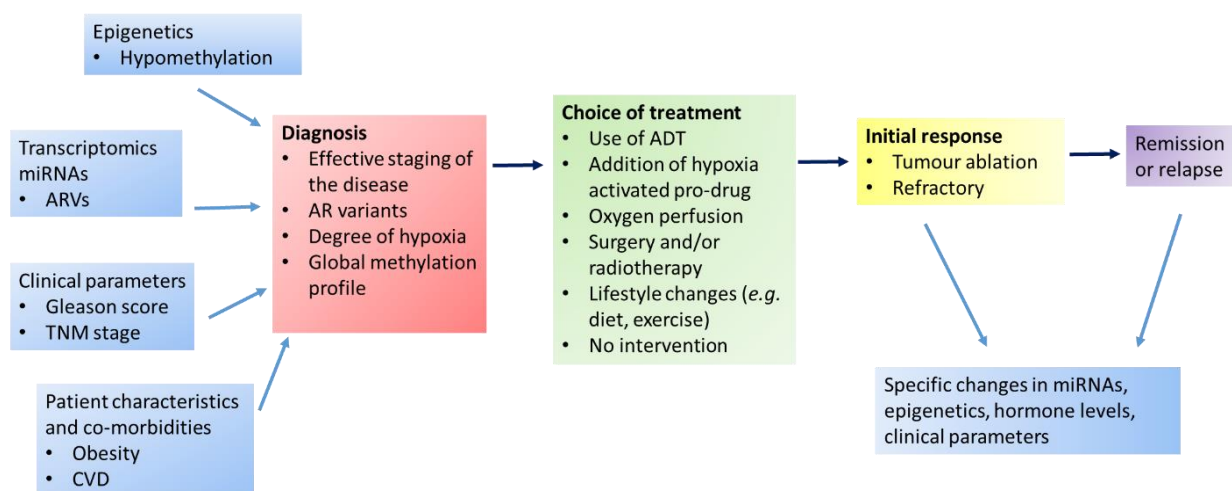 Epigenetics
• Hypomethylation
Transcriptomics
miRNAs
• ARVs
Clinical parameters
• Gleason score
• TNM stage
Patient characteristics
and co-morbidities
• Obesity
• CVD
Diagnosis
• Effective staging of
the disease
• AR variants
• Degree of hypoxia
• Global methylation
profile
Choice of treatment
• Use of ADT
• Addition of hypoxia
activated pro-drug
• Oxygen perfusion
• Surgery and/or
radiotherapy
• Lifestyle changes (e.g.
diet, exercise)
• No intervention
Initial response
• Tumour ablation
• Refractory
Remission
or relapse
Specific changes in miRNAs,
epigenetics, hormone levels,
clinical parameters